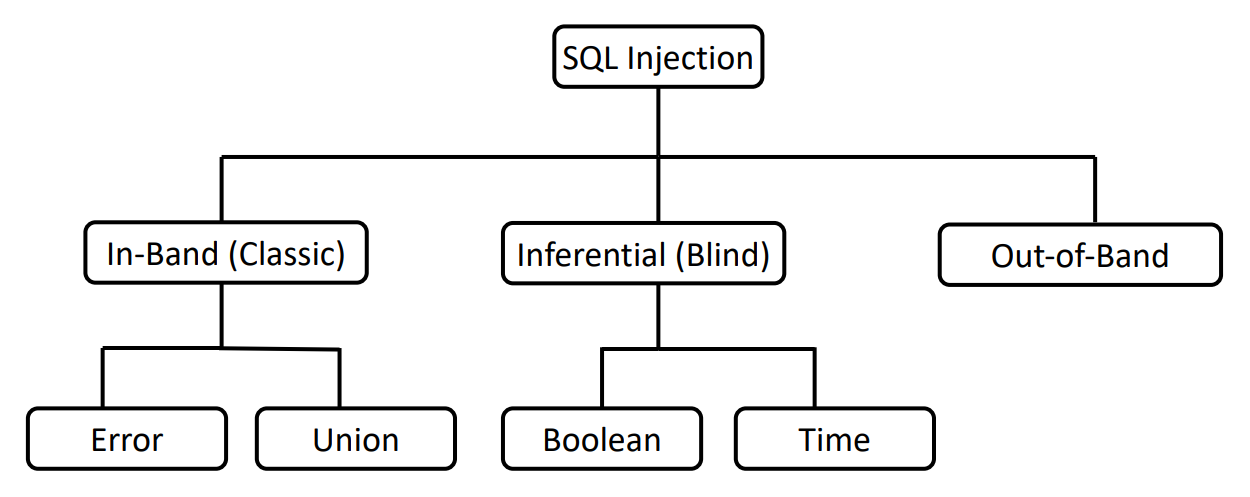 SQL Injection
In-Band (Classic)
Inferential (Blind)
Out-of-Band
Error
Union
Boolean
Time